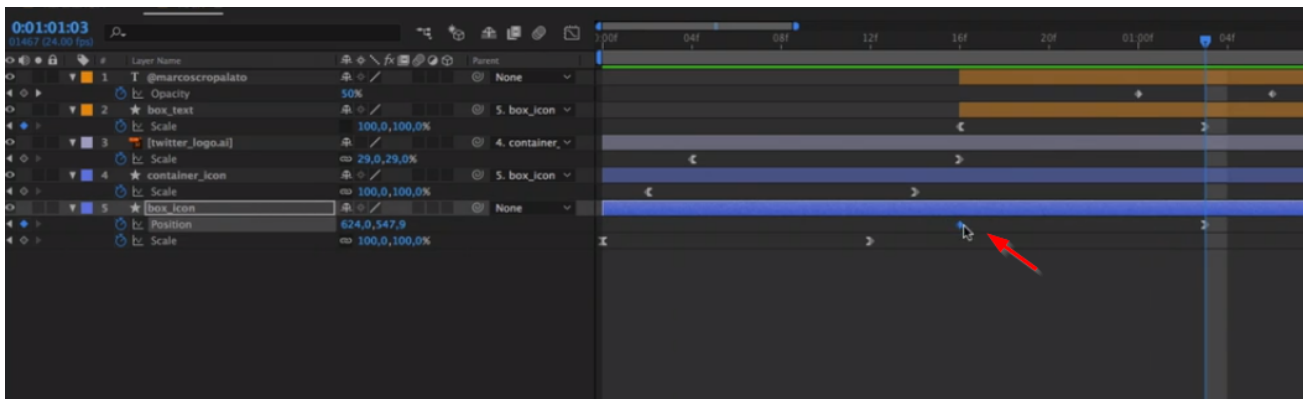 0:01:01:03
01467 (24.00 fps)
:00f 04f 08f 12f 16f 20f 01:00f 04f
# Layer Name Parent
1 T @marcoscropalato None
Opacity 50%
2 box_text 5. box_icon
Scale 100,0,100,0%
3 [twitter_logo.ai] 4. container_
Scale 29,0,29,0%
4 container_icon 5. box_icon
Scale 100,0,100,0%
5 box_icon None
Position 624,0,547,9
Scale 100,0,100,0%